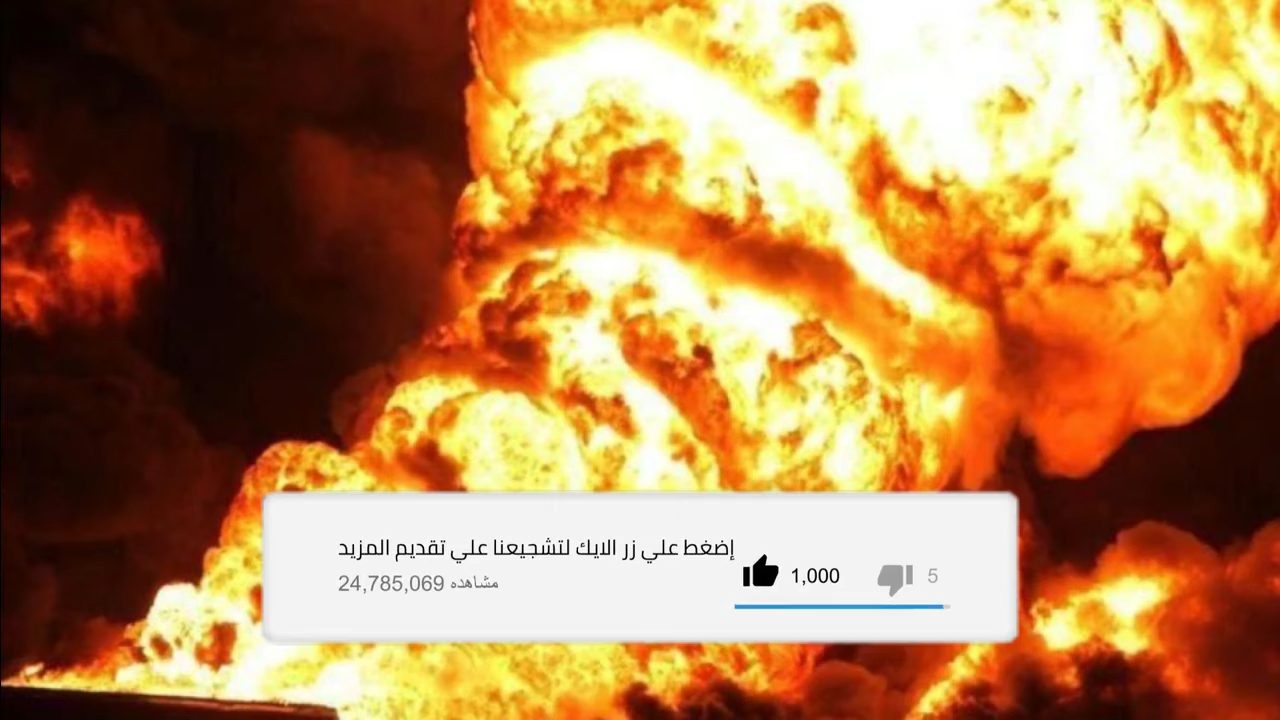 إضغط علي زر الايك لتشجيعنا علي تقديم المزيد
24,785,069 مشاهده
1,000
5